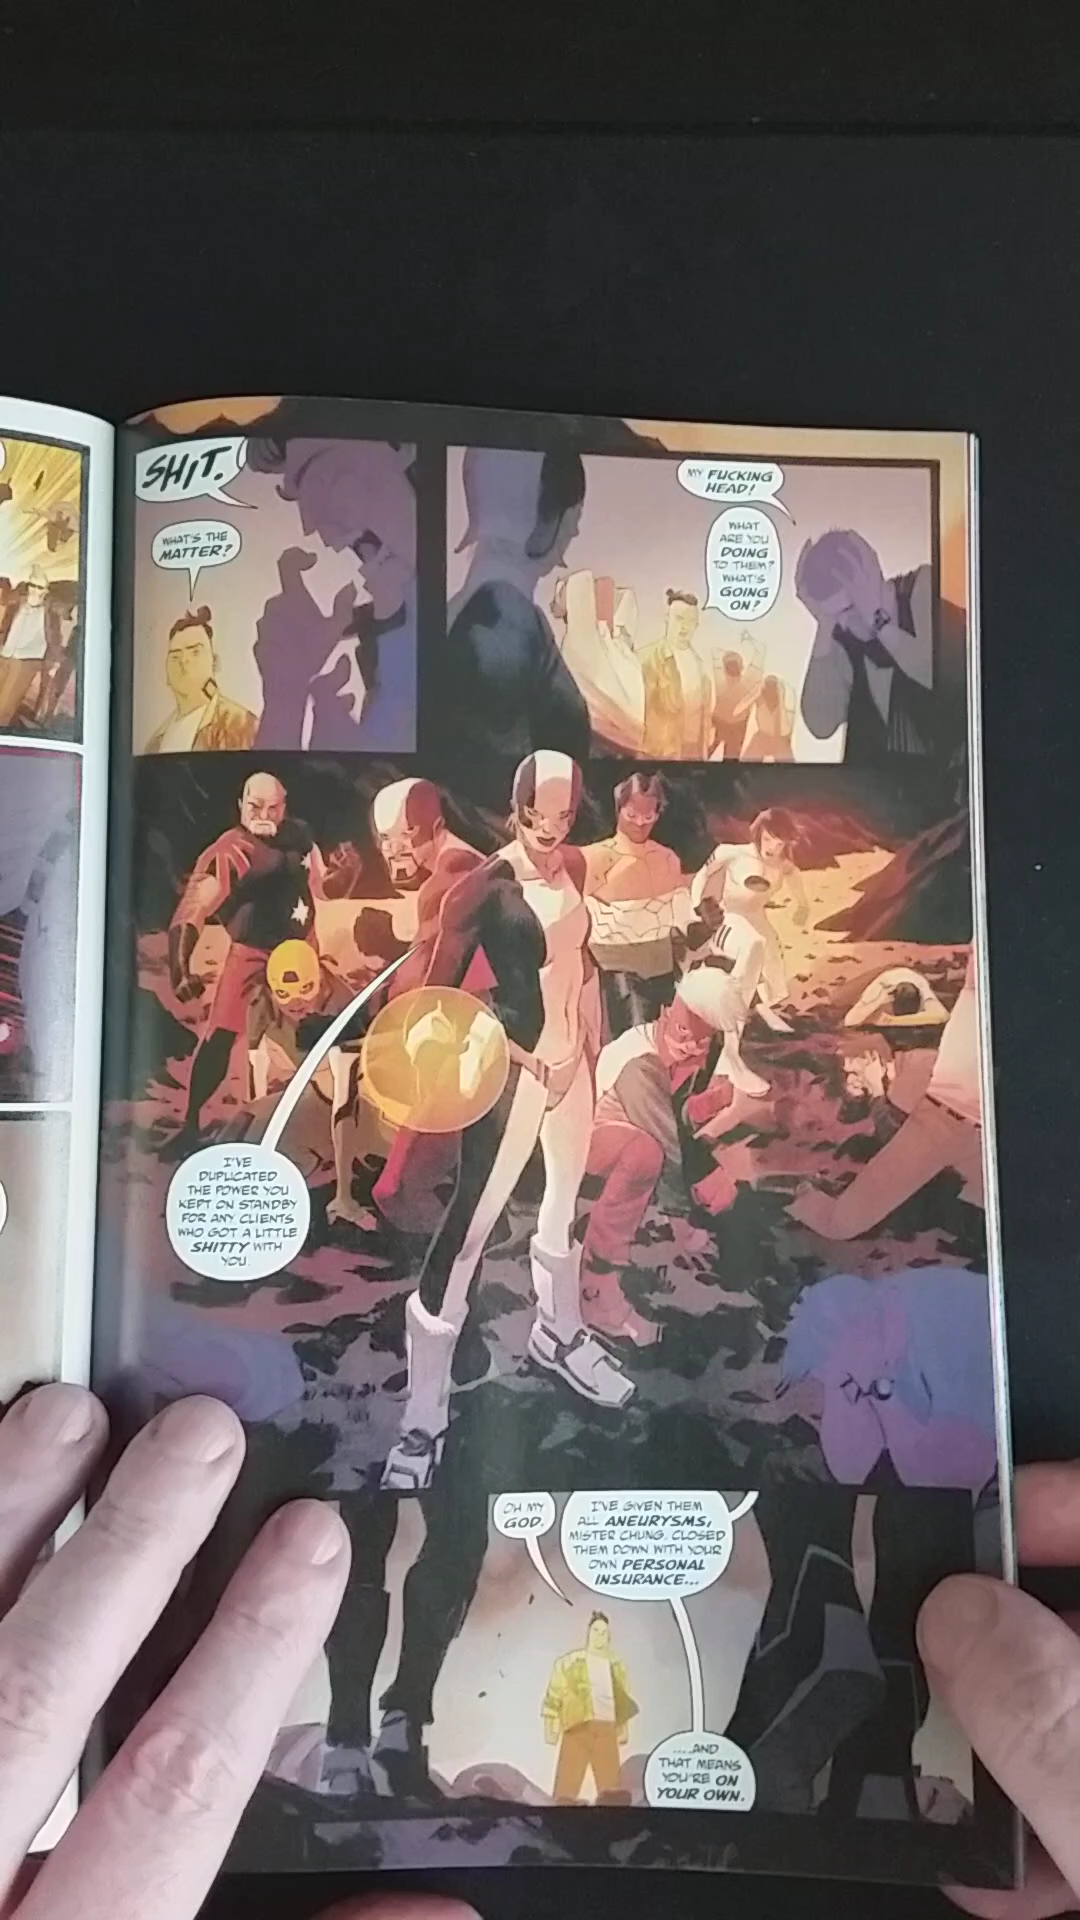 SHIT.
WHAT'S THE
MATTER?
MY FUCKING
HEAD!
WHAT
ARE YOU
DOING
TO THEM?
WHAT'S
GOING
ON?
I'VE
DUPLICATED
THE POWER YOU
KEPT ON STANDBY
FOR ANY CLIENTS
WHO GOT A LITTLE
SHITTY WITH
YOU.
OH MY
GOD.
I'VE GIVEN THEM
ALL ANEURYSMS,
MISTER CHUNG. CLOSED
THEM DOWN WITH YOUR
OWN PERSONAL
INSURANCE...
...AND
THAT MEANS
YOU'RE ON
YOUR OWN.